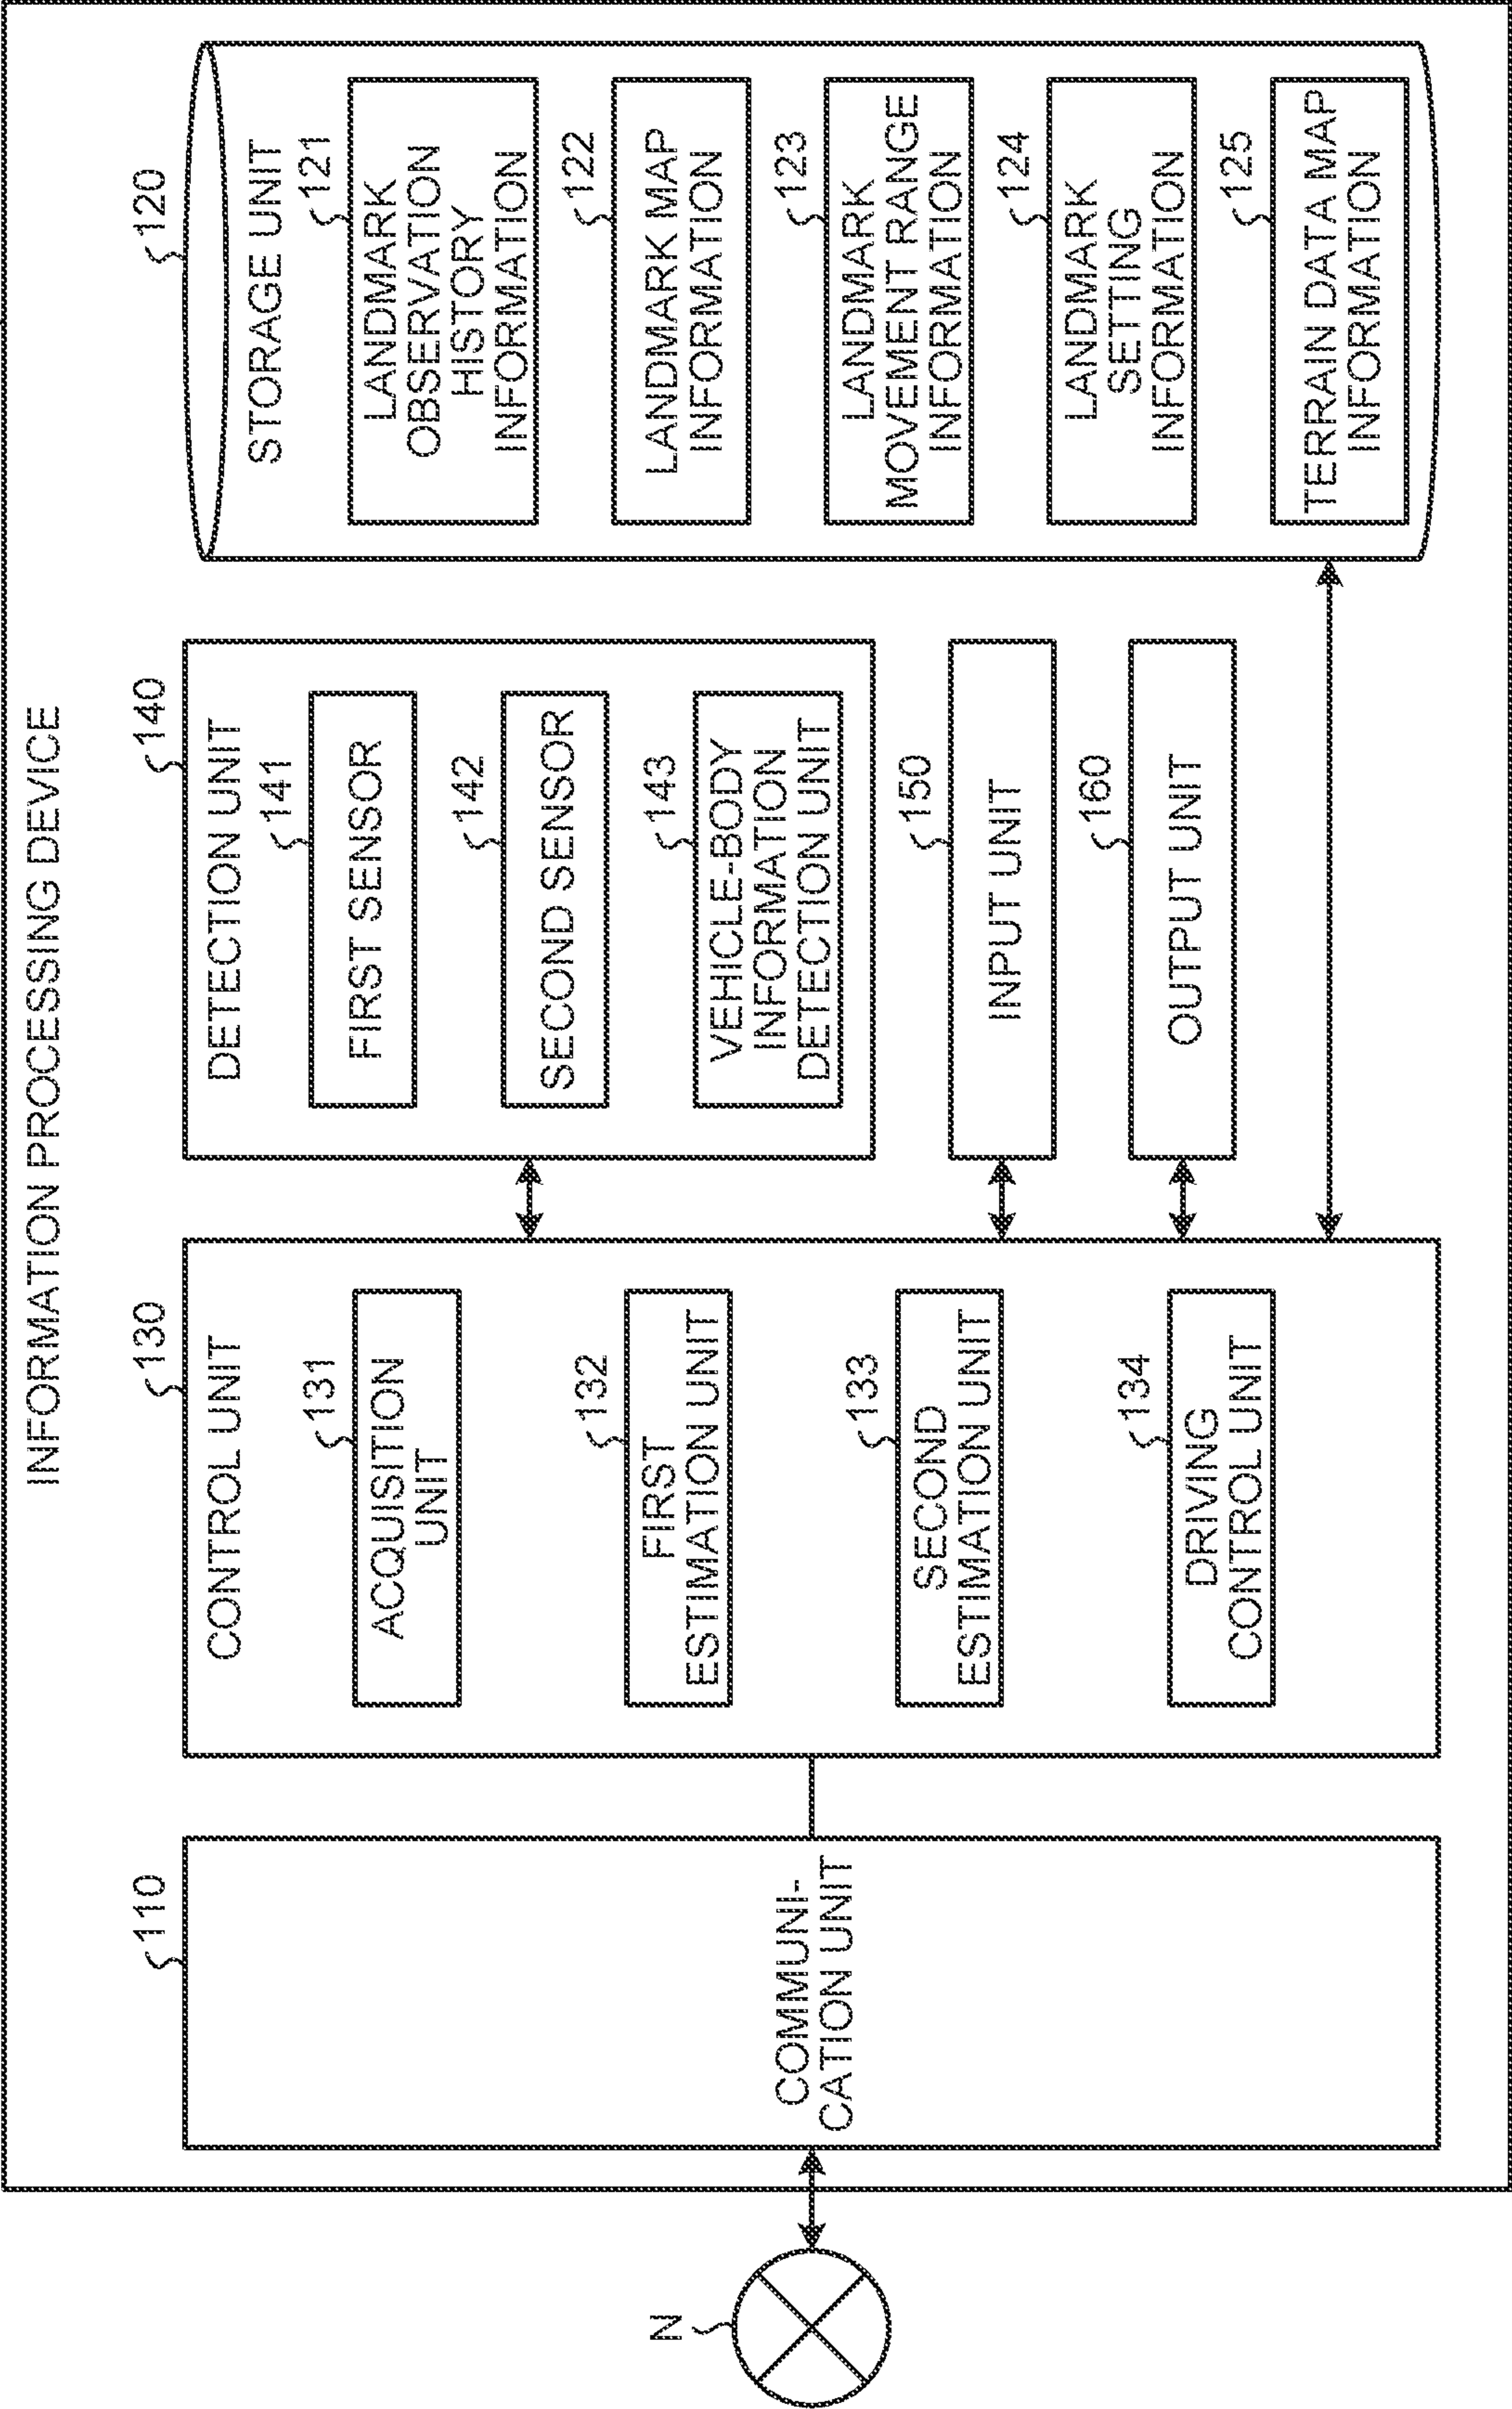 INFORMATION PROCESSING DEVICE
N
110
COMMUNI-
CATION UNIT
130
CONTROL UNIT
131
ACQUISITION
UNIT
132
FIRST
ESTIMATION UNIT
133
SECOND
ESTIMATION UNIT
134
DRIVING
CONTROL UNIT
140
DETECTION UNIT
141
FIRST SENSOR
142
SECOND SENSOR
143
VEHICLE-BODY
INFORMATION
DETECTION UNIT
150
INPUT UNIT
160
OUTPUT UNIT
120
STORAGE UNIT
121
LANDMARK
OBSERVATION
HISTORY
INFORMATION
122
LANDMARK MAP
INFORMATION
123
LANDMARK
MOVEMENT RANGE
INFORMATION
124
LANDMARK
SETTING
INFORMATION
125
TERRAIN DATA MAP
INFORMATION